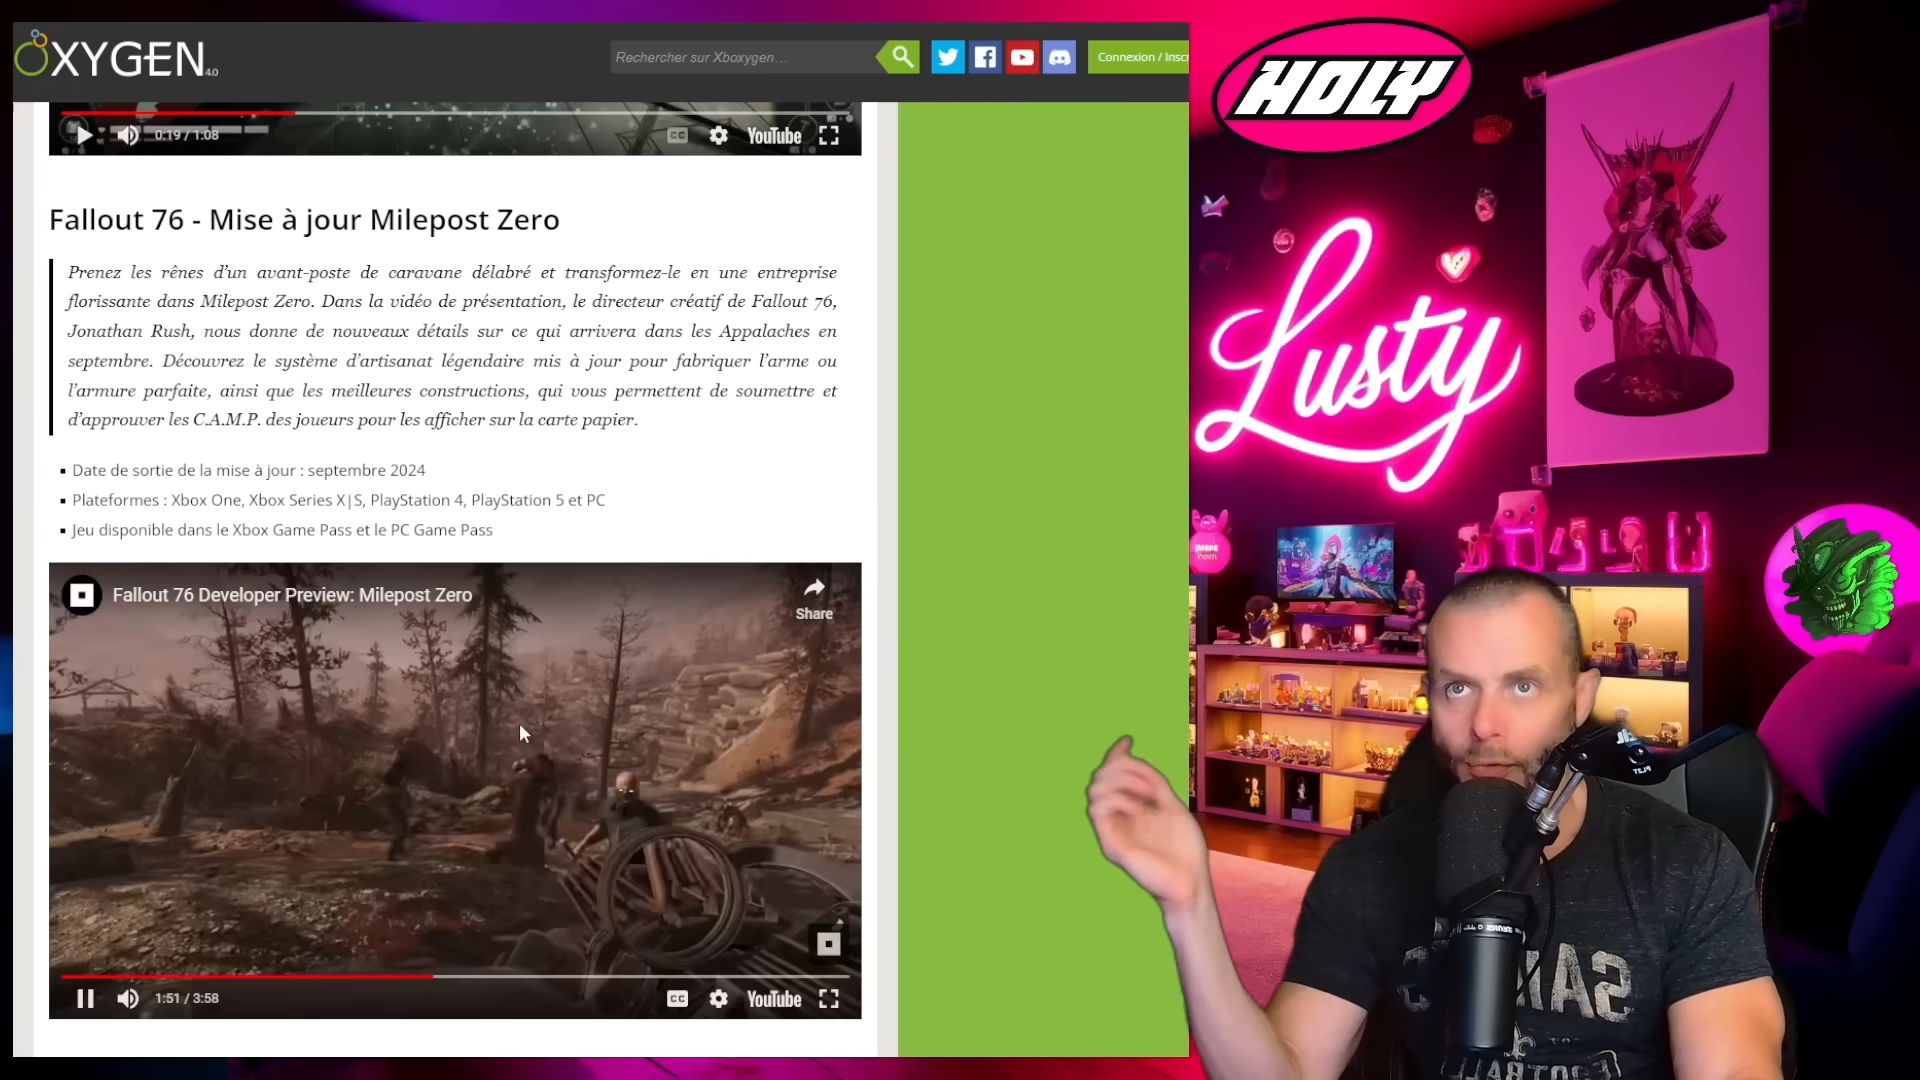 XYGEN 4.0
Rechercher sur Xboxygen…
Connexion / Inscr
0:19 / 1:08
CC
YouTube
Fallout 76 - Mise à jour Milepost Zero
Prenez les rênes d'un avant-poste de caravane délabré et transformez-le en une entreprise
florissante dans Milepost Zero. Dans la vidéo de présentation, le directeur créatif de Fallout 76,
Jonathan Rush, nous donne de nouveaux détails sur ce qui arrivera dans les Appalaches en
septembre. Découvrez le système d'artisanat légendaire mis à jour pour fabriquer l'arme ou
l'armure parfaite, ainsi que les meilleures constructions, qui vous permettent de soumettre et
d'approuver les C.A.M.P. des joueurs pour les afficher sur la carte papier.
Date de sortie de la mise à jour : septembre 2024
Plateformes : Xbox One, Xbox Series X|S, PlayStation 4, PlayStation 5 et PC
Jeu disponible dans le Xbox Game Pass et le PC Game Pass
Fallout 76 Developer Preview: Milepost Zero
Share
1:51 / 3:58
CC
YouTube
HOLY
Lusty